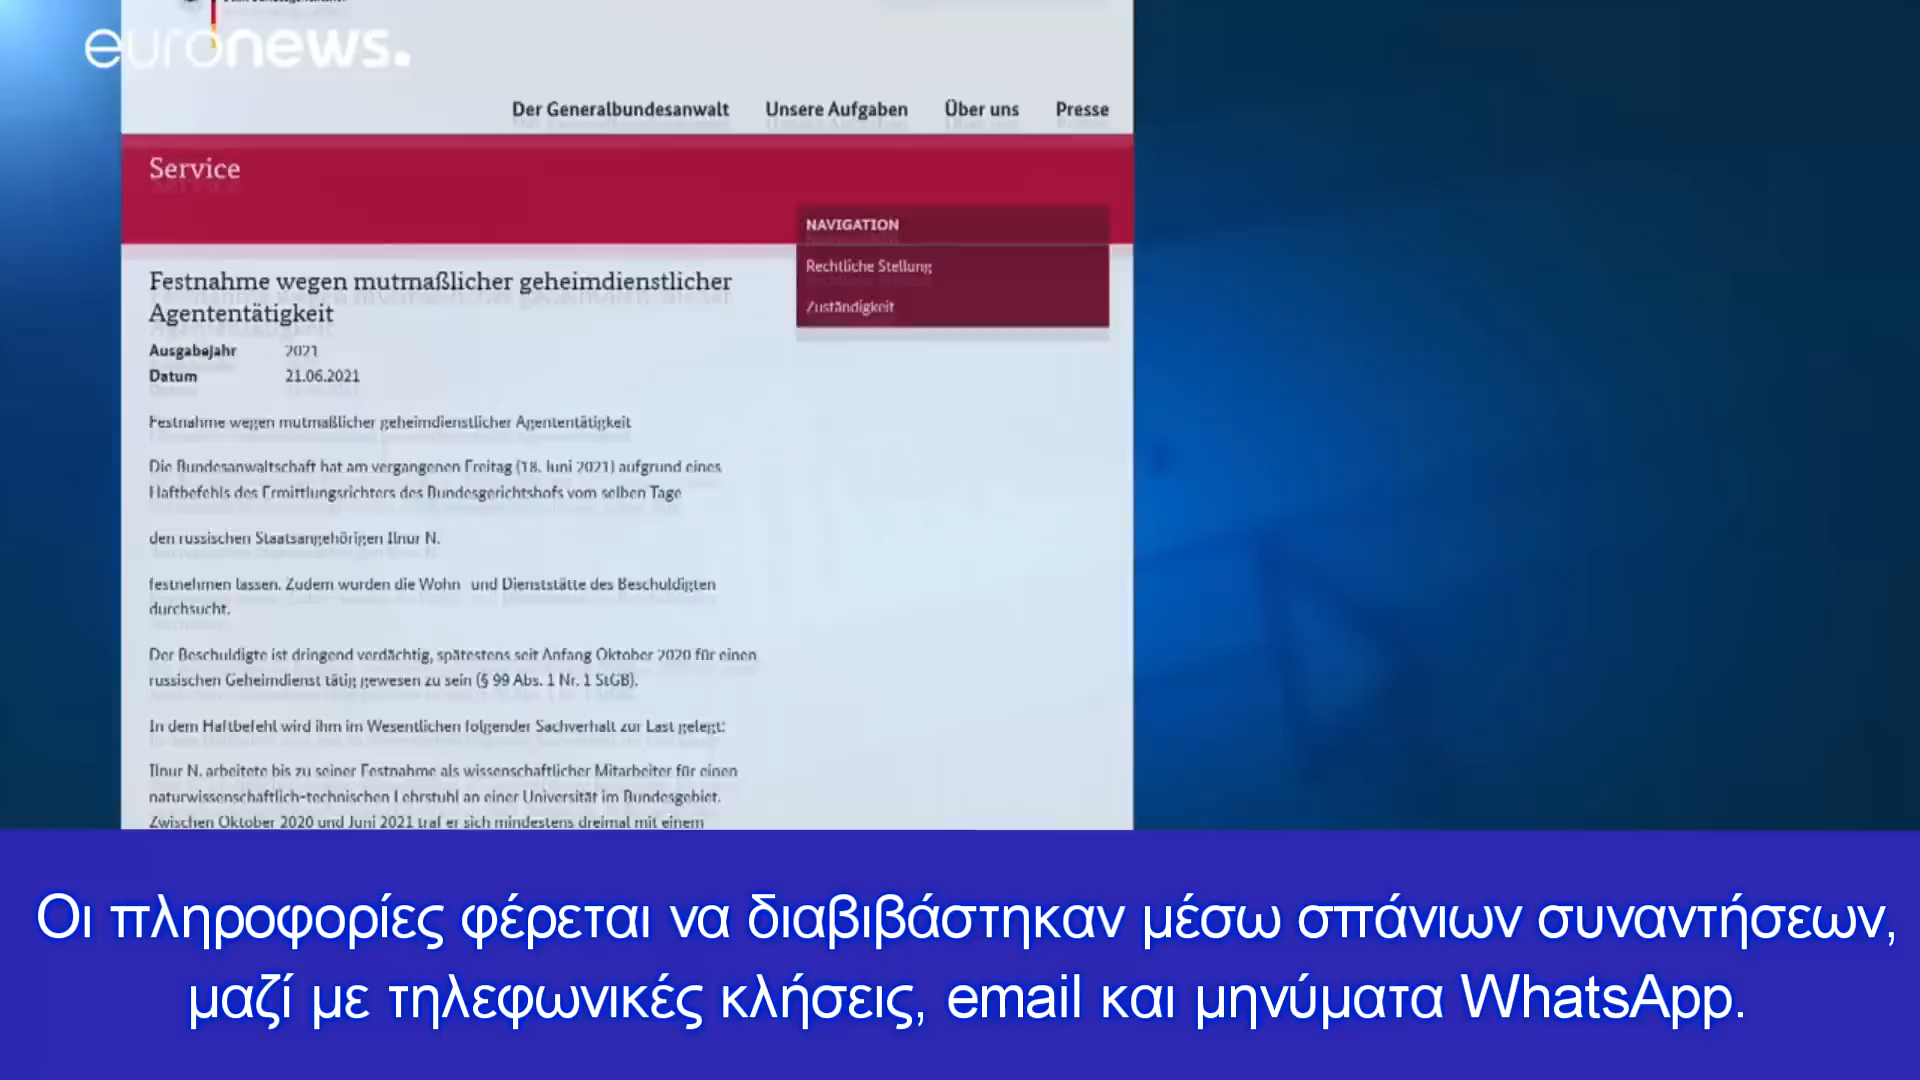 euronews.
Der Generalbundesanwalt Unsere Aufgaben Über uns Presse
Service
NAVIGATION
Rechtliche Stellung
Zuständigkeit
Festnahme wegen mutmaßlicher geheimdienstlicher
Agententätigkeit
Ausgabejahr 2021
Datum 21.06.2021
Festnahme wegen mutmaßlicher geheimdienstlicher Agententätigkeit
Die Bundesanwaltschaft hat am vergangenen Freitag (18. Juni 2021) aufgrund eines
Haftbefehls des Ermittlungsrichters des Bundesgerichtshofs vom selben Tage
den russischen Staatsangehörigen Ilnur N.
festnehmen lassen. Zudem wurden die Wohn- und Dienststätte des Beschuldigten
durchsucht.
Der Beschuldigte ist dringend verdächtig, spätestens seit Anfang Oktober 2020 für einen
russischen Geheimdienst tätig gewesen zu sein (§ 99 Abs. 1 Nr. 1 StGB).
In dem Haftbefehl wird ihm im Wesentlichen folgender Sachverhalt zur Last gelegt:
Ilnur N. arbeitete bis zu seiner Festnahme als wissenschaftlicher Mitarbeiter für einen
naturwissenschaftlich-technischen Lehrstuhl an einer Universität im Bundesgebiet.
Zwischen Oktober 2020 und Juni 2021 traf er sich mindestens dreimal mit einem
Οι πληροφορίες φέρεται να διαβιβάστηκαν μέσω σπάνιων συναντήσεων,
μαζί με τηλεφωνικές κλήσεις, email και μηνύματα WhatsApp.